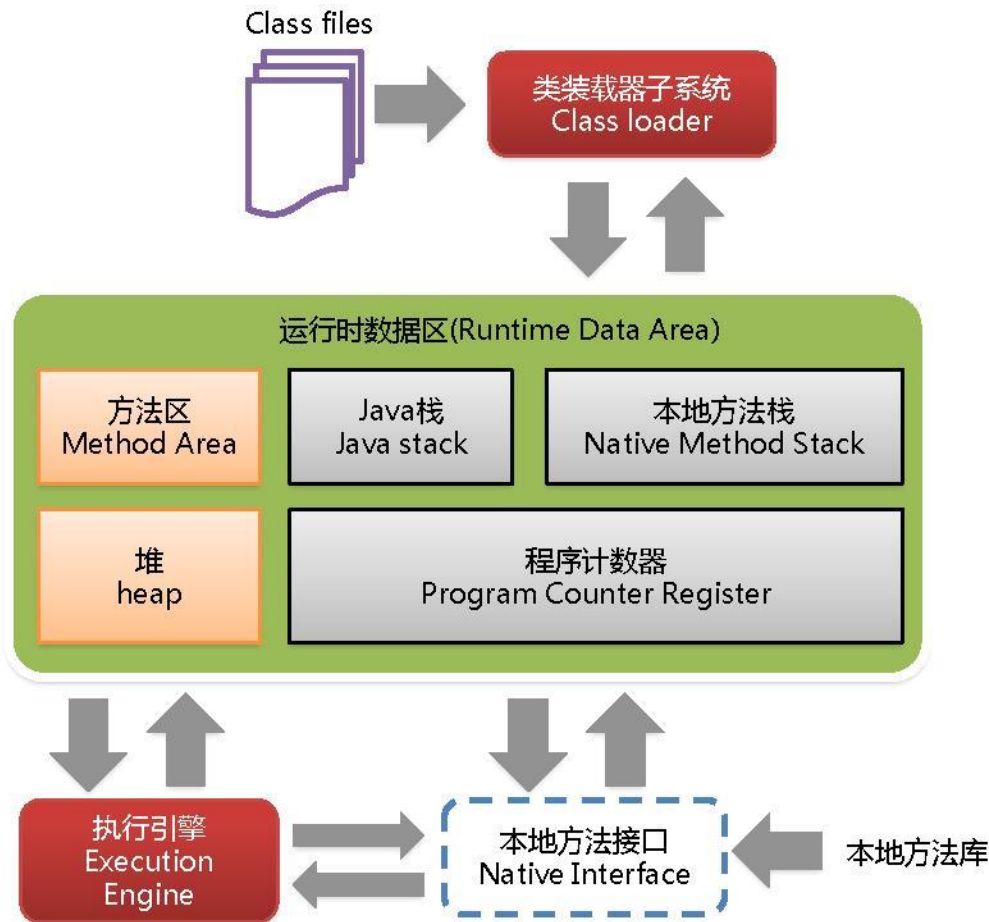 Class files
类装载器子系统
Class loader
运行时数据区(Runtime Data Area)
方法区
Method Area
Java栈
Java stack
本地方法栈
Native Method Stack
堆
heap
程序计数器
Program Counter Register
执行引擎
Execution
Engine
本地方法接口
Native Interface
本地方法库